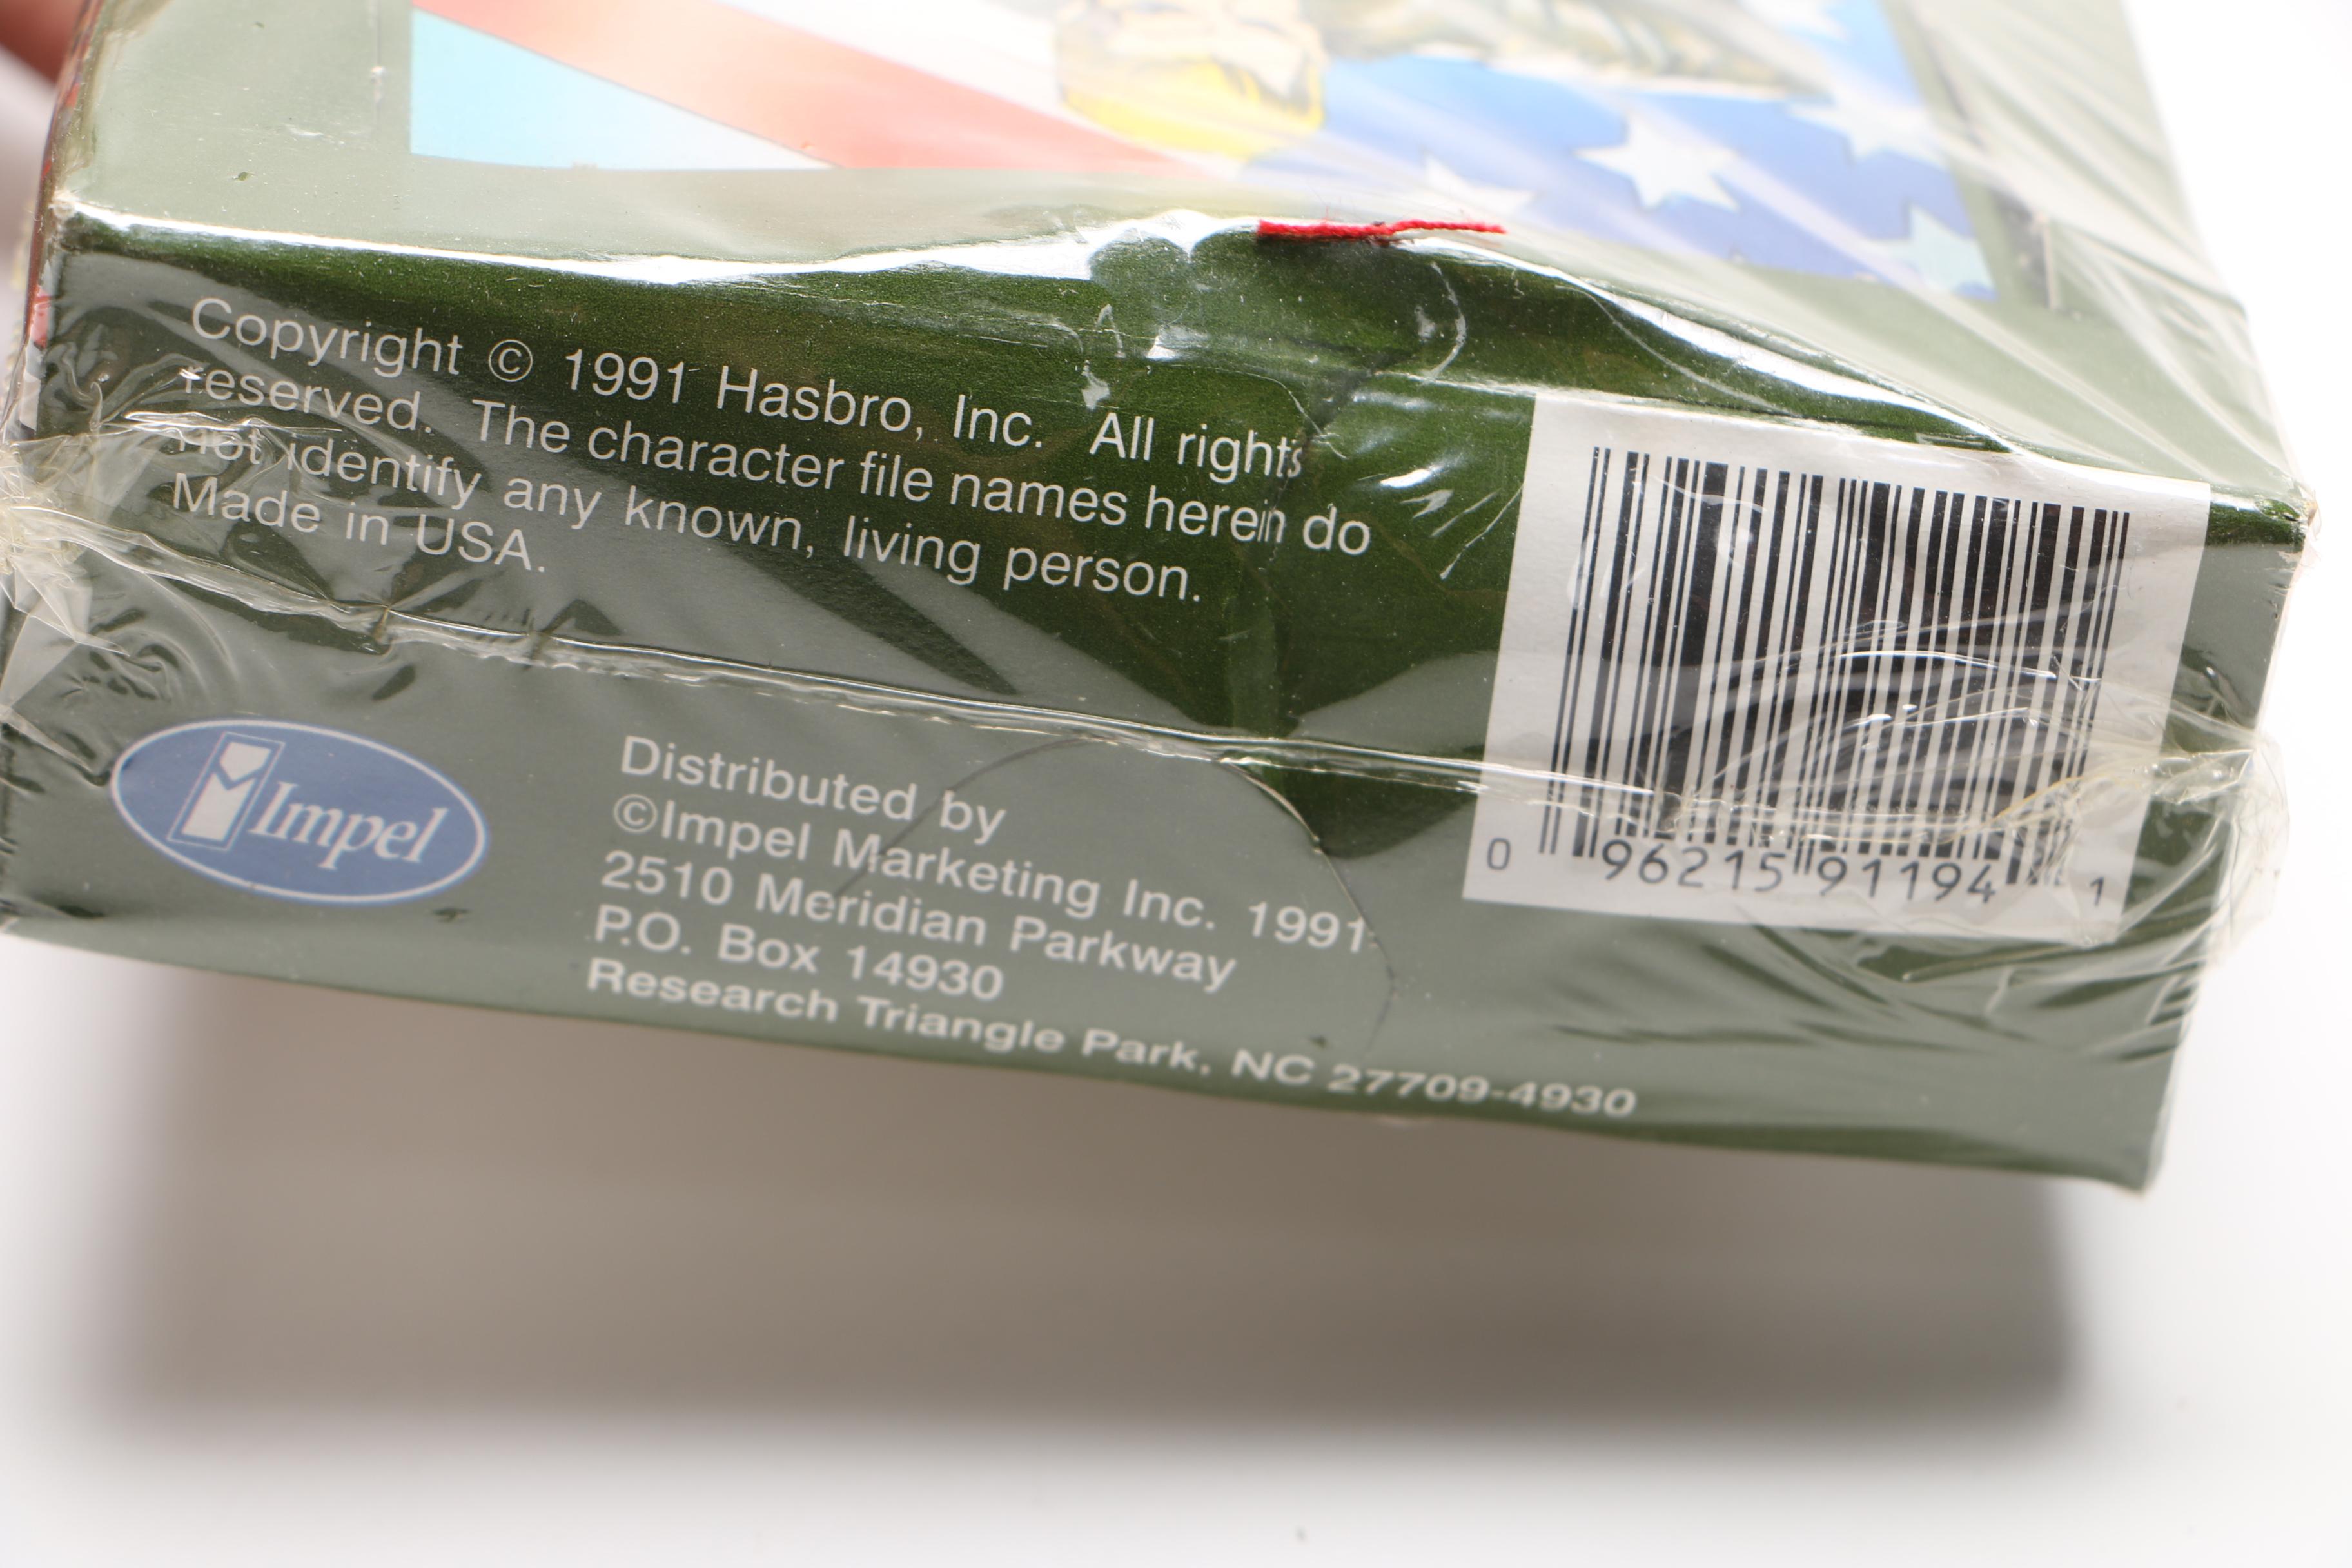 Copyright © 1991 Hasbro, Inc.  All rights
reserved.  The character file names herein do
not identify any known, living person.
Made in USA.
Impel
Distributed by
©Impel Marketing Inc. 1991
2510 Meridian Parkway
P.O. Box 14930
Research Triangle Park, NC 27709-4930
0 96215 91194 1